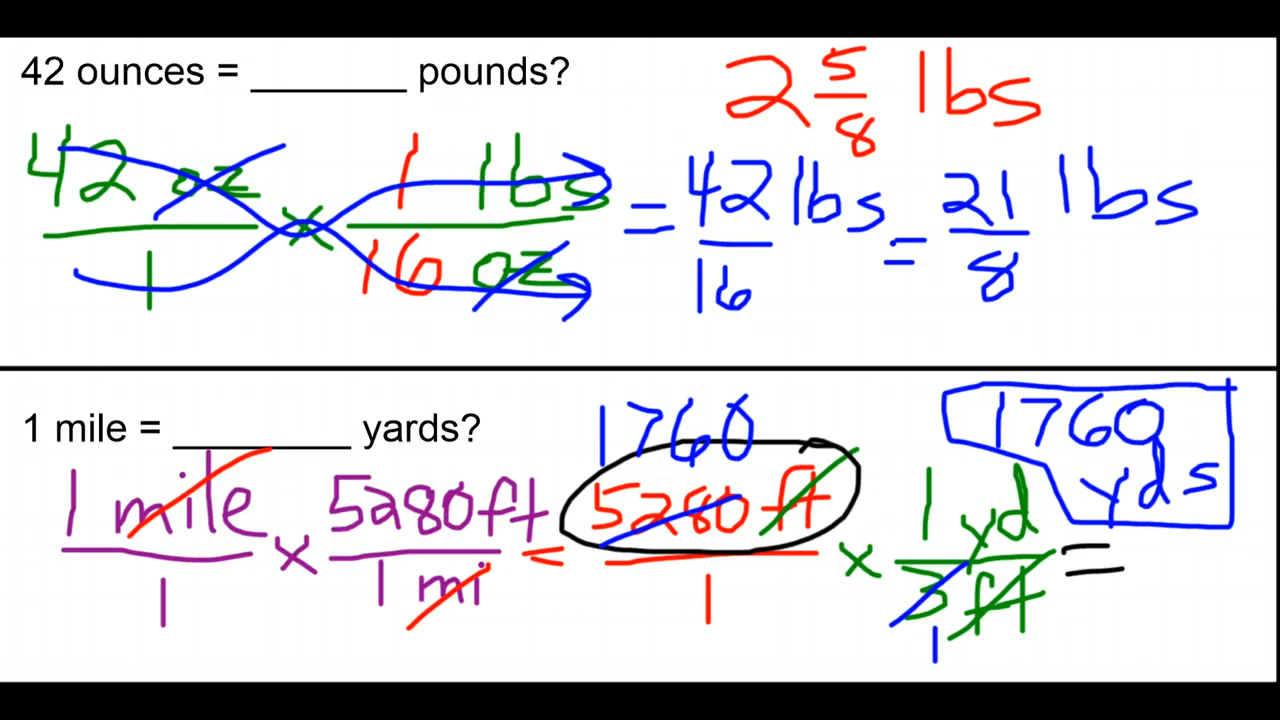 42 ounces = _______ pounds?
2 5/8 lbs
42 oz / 1 x 1 lbs / 16 oz = 42 lbs / 16 = 21 / 8 lbs
1 mile = ________ yards?
1 mile / 1 x 5280 ft / 1 mi = 5280 ft / 1 x 1 yd / 3 ft =
1760
1
1760
yds